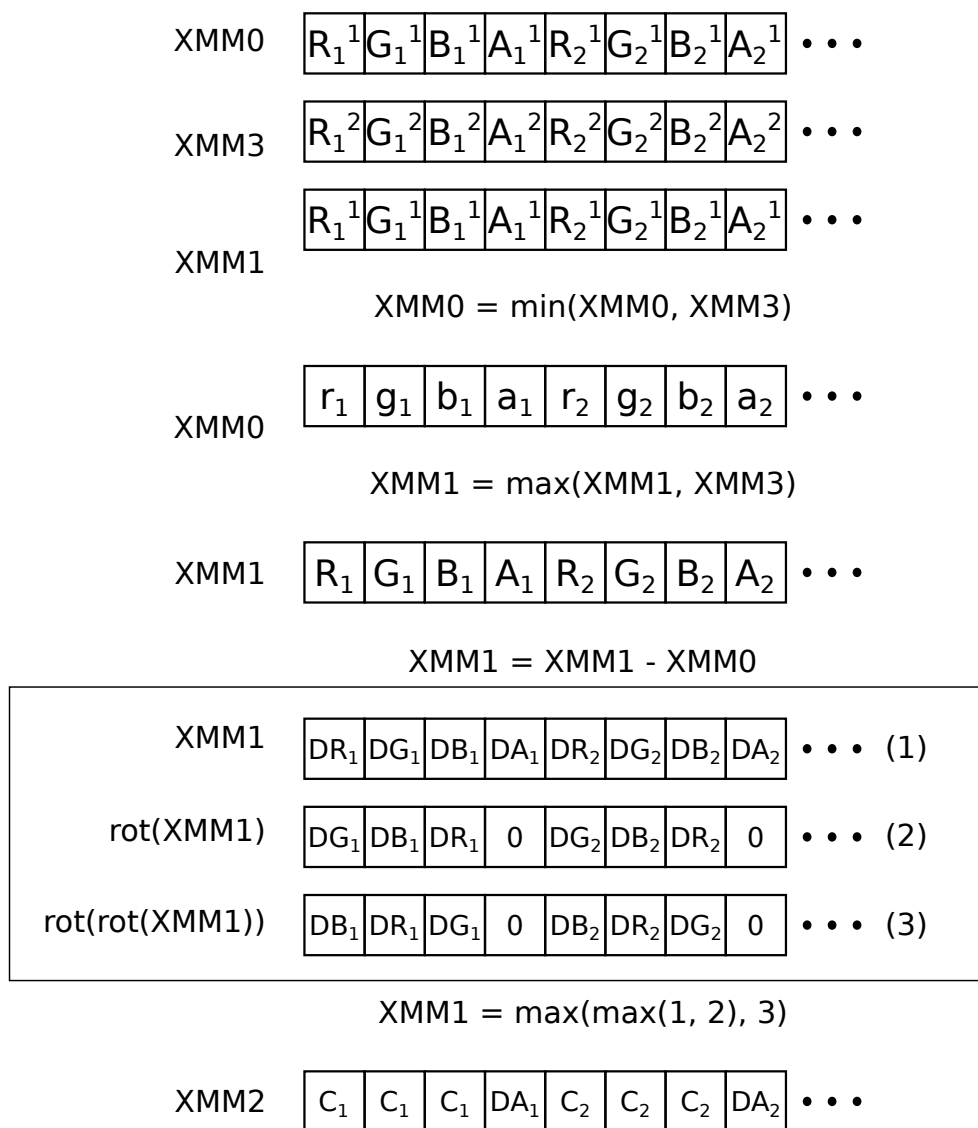 XMM0 R₁¹ G₁¹ B₁¹ A₁¹ R₂¹ G₂¹ B₂¹ A₂¹ • • •
XMM3 R₁² G₁² B₁² A₁² R₂² G₂² B₂² A₂² • • •
XMM1 R₁¹ G₁¹ B₁¹ A₁¹ R₂¹ G₂¹ B₂¹ A₂¹ • • •
XMM0 = min(XMM0, XMM3)
XMM0 r₁ g₁ b₁ a₁ r₂ g₂ b₂ a₂ • • •
XMM1 = max(XMM1, XMM3)
XMM1 R₁ G₁ B₁ A₁ R₂ G₂ B₂ A₂ • • •
XMM1 = XMM1 - XMM0
XMM1 DR₁ DG₁ DB₁ DA₁ DR₂ DG₂ DB₂ DA₂ • • • (1)
rot(XMM1) DG₁ DB₁ DR₁ 0 DG₂ DB₂ DR₂ 0 • • • (2)
rot(rot(XMM1)) DB₁ DR₁ DG₁ 0 DB₂ DR₂ DG₂ 0 • • • (3)
XMM1 = max(max(1, 2), 3)
XMM2 C₁ C₁ C₁ DA₁ C₂ C₂ C₂ DA₂ • • •